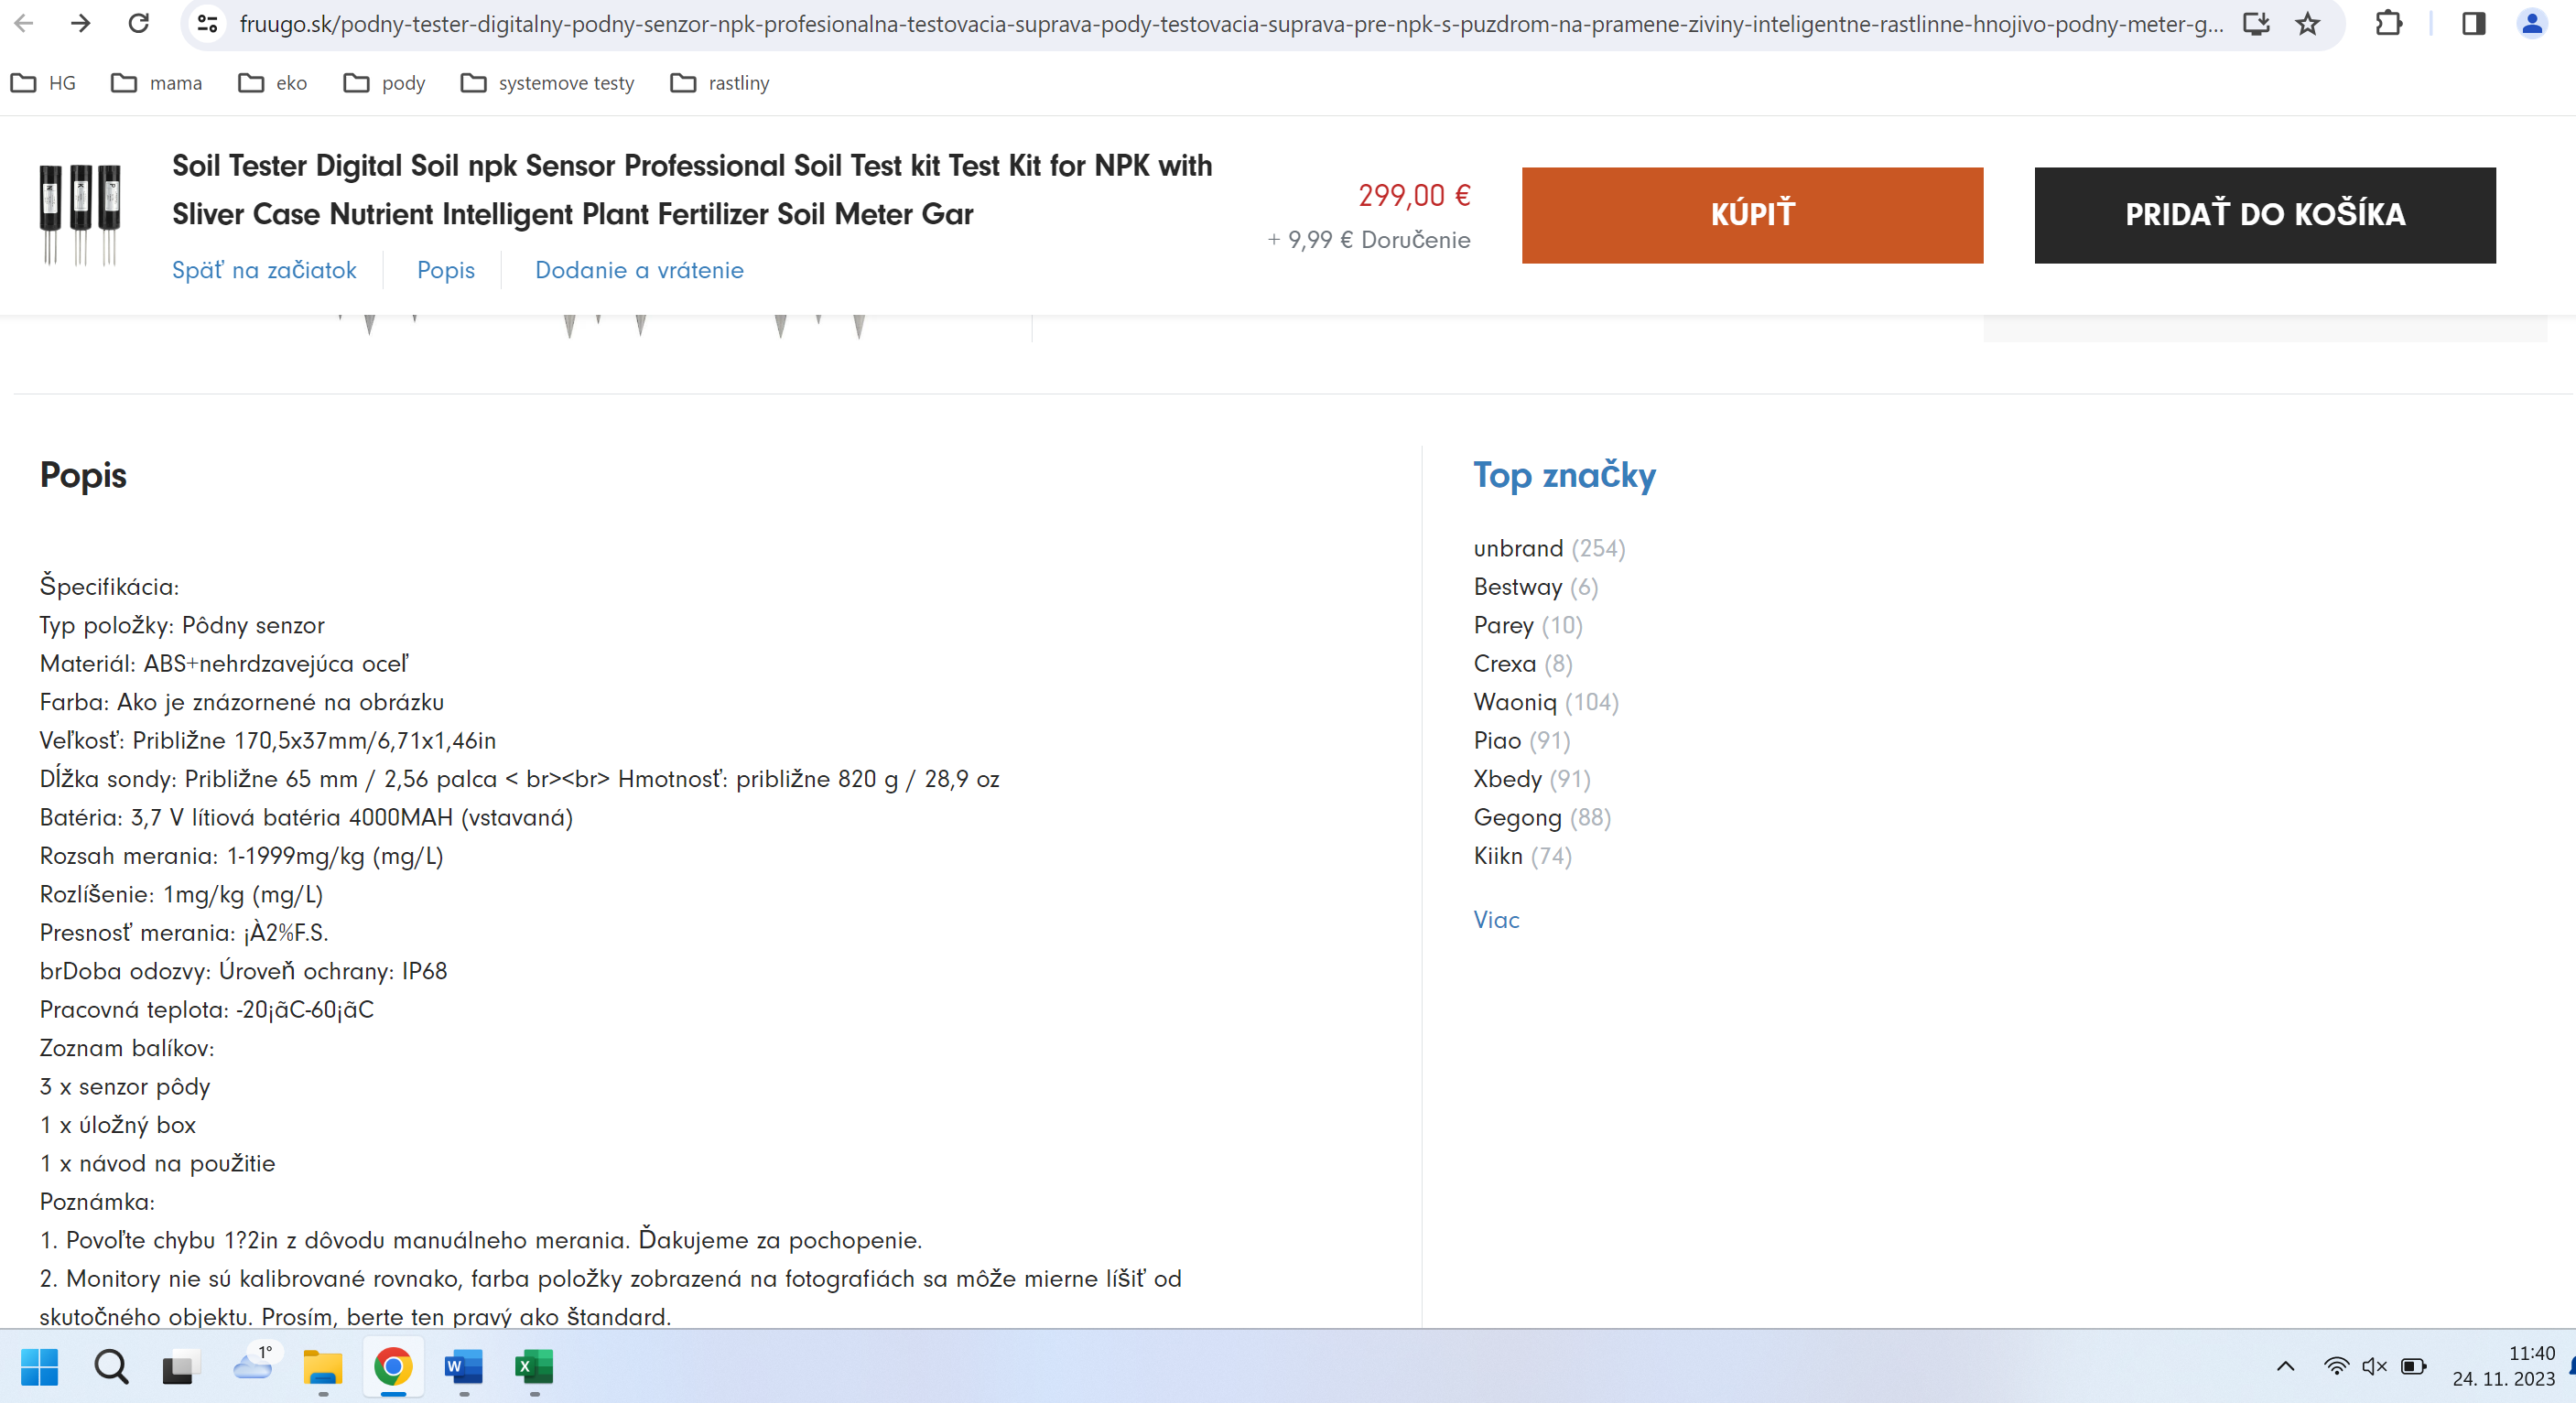 fruugo.sk/podny-tester-digitalny-podny-senzor-npk-profesionalna-testovacia-suprava-pody-testovacia-suprava-pre-npk-s-puzdrom-na-pramene-ziviny-inteligentne-rastlinne-hnojivo-podny-meter-g...
HG mama eko pody systemove testy rastliny
Soil Tester Digital Soil npk Sensor Professional Soil Test kit Test Kit for NPK with
Sliver Case Nutrient Intelligent Plant Fertilizer Soil Meter Gar
Späť na začiatok Popis Dodanie a vrátenie
299,00 €
+ 9,99 € Doručenie
KÚPIŤ
PRIDAŤ DO KOŠÍKA
Popis
Špecifikácia:
Typ položky: Pôdny senzor
Materiál: ABS+nehrdzavejúca oceľ
Farba: Ako je znázornené na obrázku
Veľkosť: Približne 170,5x37mm/6,71x1,46in
Dĺžka sondy: Približne 65 mm / 2,56 palca < br><br> Hmotnosť: približne 820 g / 28,9 oz
Batéria: 3,7 V lítiová batéria 4000MAH (vstavaná)
Rozsah merania: 1-1999mg/kg (mg/L)
Rozlíšenie: 1mg/kg (mg/L)
Presnosť merania: ¡À2%F.S.
brDoba odozvy: Úroveň ochrany: IP68
Pracovná teplota: -20¡ãC-60¡ãC
Zoznam balíkov:
3 x senzor pôdy
1 x úložný box
1 x návod na použitie
Poznámka:
1. Povoľte chybu 1?2in z dôvodu manuálneho merania. Ďakujeme za pochopenie.
2. Monitory nie sú kalibrované rovnako, farba položky zobrazená na fotografiách sa môže mierne líšiť od
skutočného objektu. Prosím, berte ten pravý ako štandard.
Top značky
unbrand (254)
Bestway (6)
Parey (10)
Crexa (8)
Waoniq (104)
Piao (91)
Xbedy (91)
Gegong (88)
Kiikn (74)
Viac
1°
W
X
11:40
24. 11. 2023